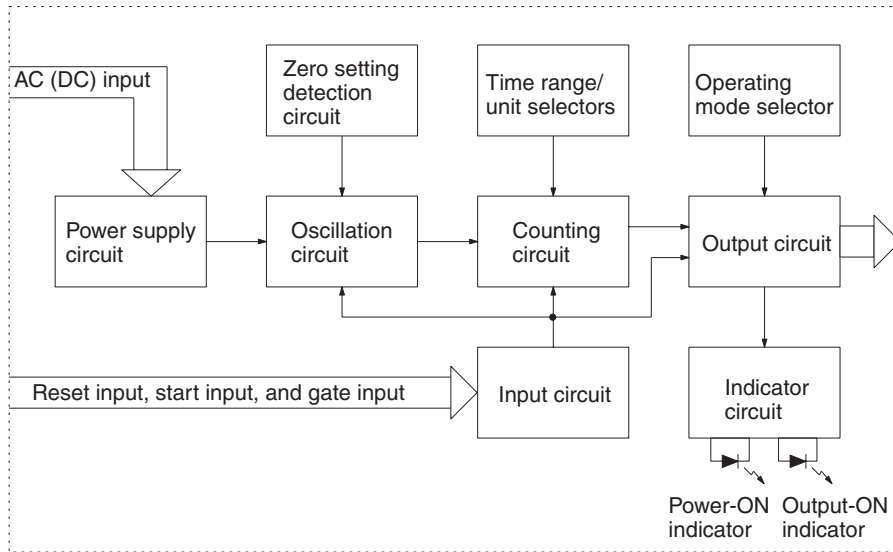 AC (DC) input
Zero setting
detection
circuit
Time range/
unit selectors
Operating
mode selector
Power supply
circuit
Oscillation
circuit
Counting
circuit
Output circuit
Reset input, start input, and gate input
Input circuit
Indicator
circuit
Power-ON
indicator
Output-ON
indicator